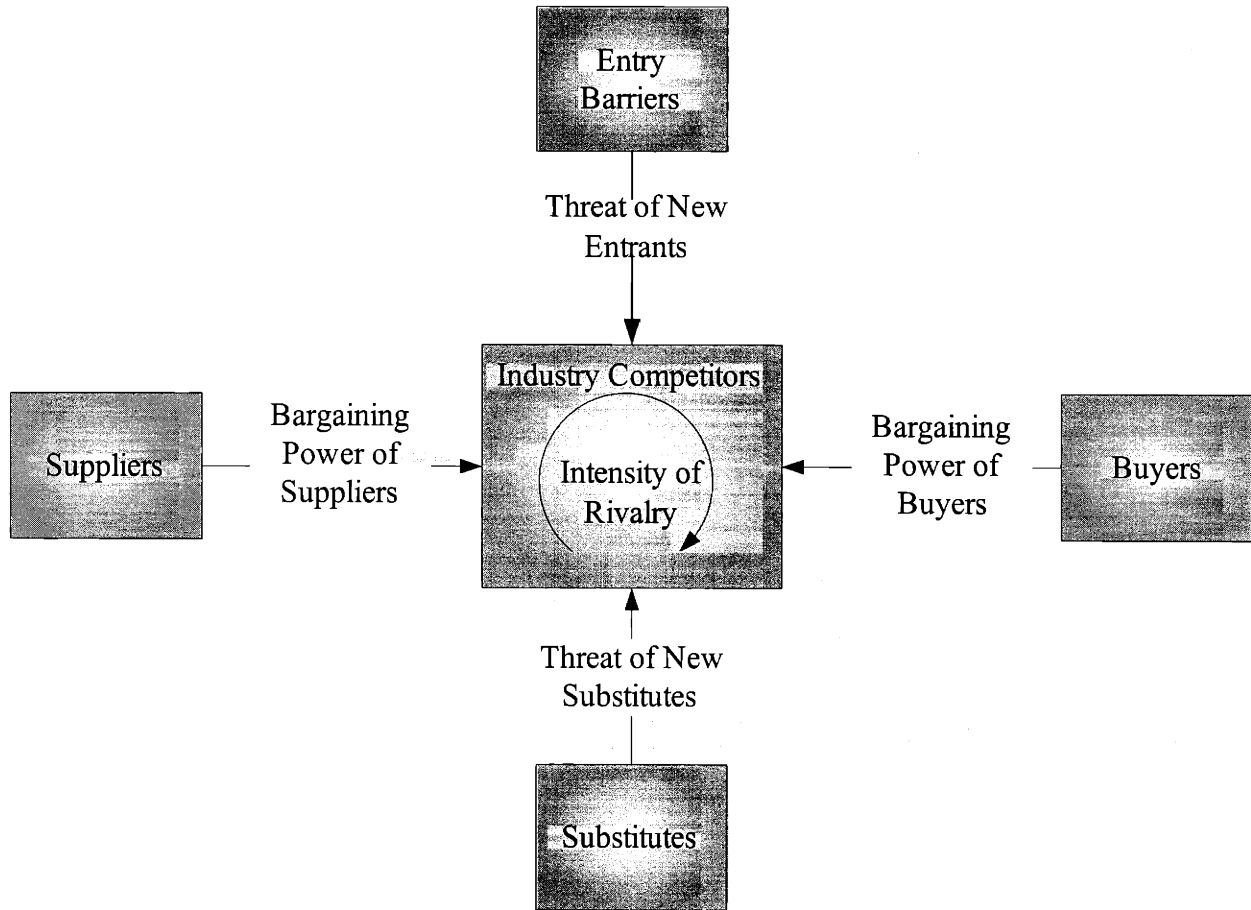 Entry
Barriers
Threat of New
Entrants
Industry Competitors
Intensity of
Rivalry
Suppliers
Bargaining
Power of
Suppliers
Bargaining
Power of
Buyers
Buyers
Threat of New
Substitutes
Substitutes